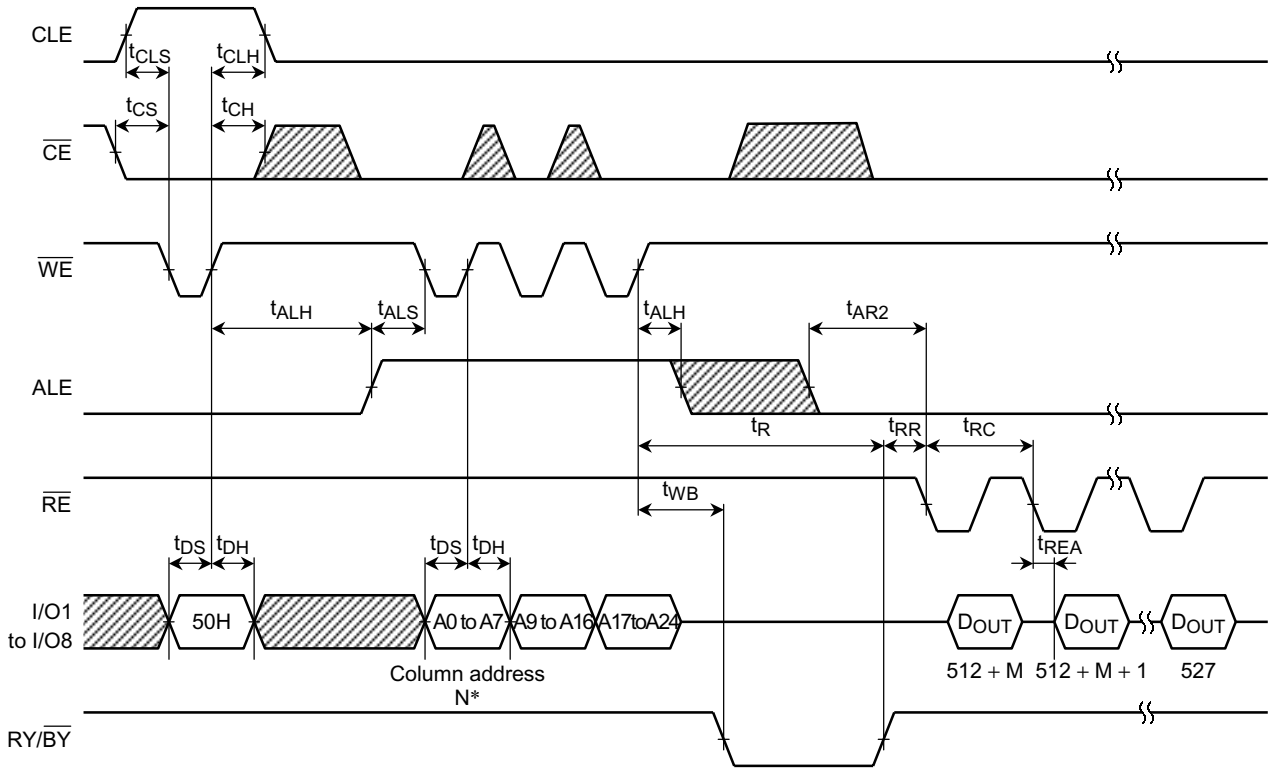 CLE
tCLS
tCLH
tCS
tCH
CE
WE
tALH
tALS
tALH
tAR2
ALE
tR
tRR
tRC
RE
tWB
tDS
tDH
tDS
tDH
tREA
I/O1
to I/O8
50H
A0 to A7
A9 to A16
A17toA24
DOUT
DOUT
DOUT
Column address
N*
512 + M
512 + M + 1
527
RY/BY